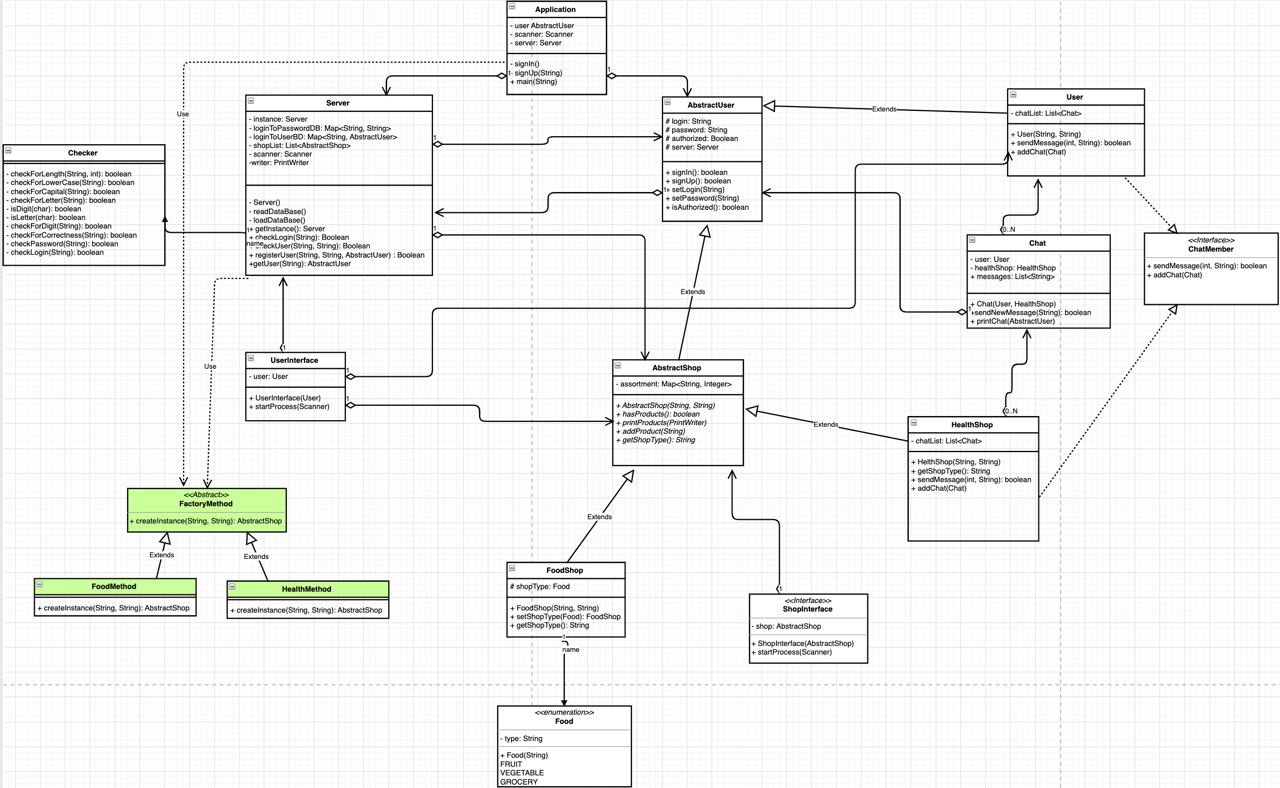 Application
- user AbstractUser
- scanner: Scanner
- server: Server
- signIn()
- signUp(String)
+ main(String)
1
1
Use
Server
- instance: Server
- loginToPasswordDB: Map<String, String>
- loginToUserBD: Map<String, AbstractUser>
- shopList: List<AbstractShop>
- scanner: Scanner
-writer: PrintWriter
- Server()
- readDataBase()
- loadDataBase()
+ getInstance(): Server
+ checkLogin(String): Boolean
+ checkUser(String, String): Boolean
+ registerUser(String, String, AbstractUser) : Boolean
+getUser(String): AbstractUser
1
name
1
1
Checker
- checkForLength(String, int): boolean
- checkForLowerCase(String): boolean
- checkForCapital(String): boolean
- checkForLetter(String): boolean
- isDigit(char): boolean
- isLetter(char): boolean
- checkForDigit(String): boolean
- checkForCorrectness(String): boolean
- checkPassword(String): boolean
- checkLogin(String): boolean
AbstractUser
# login: String
# password: String
# authorized: Boolean
# server: Server
+ signIn(): boolean
+ signUp(): boolean
+ setLogin(String)
+ setPassword(String)
+ isAuthorized(): boolean
1
Extends
User
- chatList: List<Chat>
+ User(String, String)
+ sendMessage(int, String): boolean
+ addChat(Chat)
0..N
Chat
- user: User
- healthShop: HealthShop
+ messages: List<String>
+ Chat(User, HealthShop)
+sendNewMessage(String): boolean
+ printChat(AbstractUser)
1
<<Interface>>
ChatMember
+ sendMessage(int, String): boolean
+ addChat(Chat)
Extends
Use
1
UserInterface
- user: User
+ UserInterface(User)
+ startProcess(Scanner)
1
1
AbstractShop
- assortment: Map<String, Integer>
+ AbstractShop(String, String)
+ hasProducts(): boolean
+ printProducts(PrintWriter)
+ addProduct(String)
+ getShopType(): String
Extends
0..N
HealthShop
- chatList: List<Chat>
+ HelthShop(String, String)
+ getShopType(): String
+ sendMessage(int, String): boolean
+ addChat(Chat)
<<Abstract>>
FactoryMethod
+ createInstance(String, String): AbstractShop
Extends
Extends
FoodMethod
+ createInstance(String, String): AbstractShop
HealthMethod
+ createInstance(String, String): AbstractShop
Extends
FoodShop
# shopType: Food
+ FoodShop(String, String)
+ setShopType(Food): FoodShop
+ getShopType(): String
1
name
1
<<Interface>>
ShopInterface
- shop: AbstractShop
+ ShopInterface(AbstractShop)
+ startProcess(Scanner)
<<enumeration>>
Food
- type: String
+ Food(String)
FRUIT
VEGETABLE
GROCERY